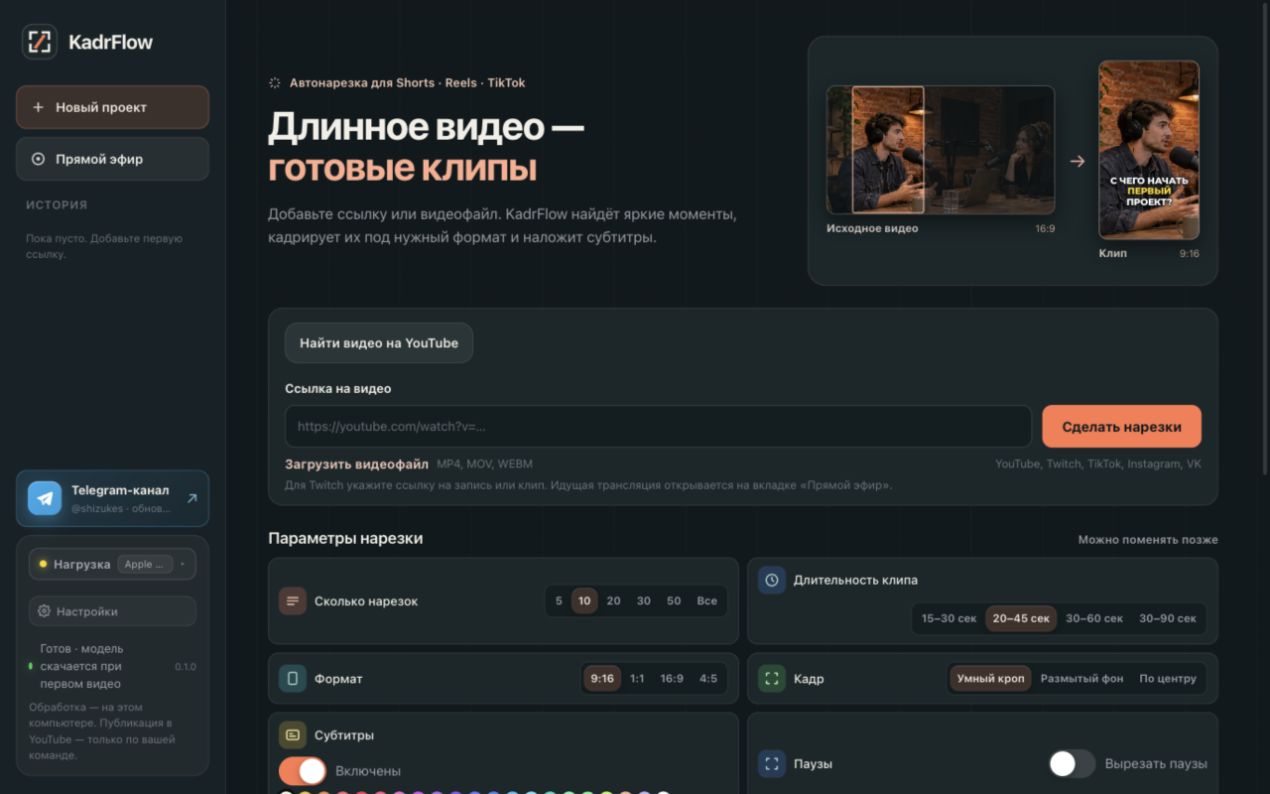 KadrFlow
+ Новый проект
Прямой эфир
ИСТОРИЯ
Пока пусто. Добавьте первую
ссылку.
Telegram-канал
@shizukes · обнов...
Нагрузка
Apple ...
Настройки
Готов · модель
скачается при
первом видео
0.1.0
Обработка — на этом
компьютере. Публикация в
YouTube — только по вашей
команде.
Автонарезка для Shorts · Reels · TikTok
Длинное видео —
готовые клипы
Добавьте ссылку или видеофайл. KadrFlow найдёт яркие моменты,
кадрирует их под нужный формат и наложит субтитры.
Исходное видео 16:9
→
С ЧЕГО НАЧАТЬ
ПЕРВЫЙ
ПРОЕКТ?
Клип 9:16
Найти видео на YouTube
Ссылка на видео
https://youtube.com/watch?v=...
Сделать нарезки
Загрузить видеофайл MP4, MOV, WEBM
YouTube, Twitch, TikTok, Instagram, VK
Для Twitch укажите ссылку на запись или клип. Идущая трансляция открывается на вкладке «Прямой эфир».
Параметры нарезки
Можно поменять позже
Сколько нарезок
5 10 20 30 50 Все
Длительность клипа
15–30 сек 20–45 сек 30–60 сек 30–90 сек
Формат
9:16 1:1 16:9 4:5
Кадр
Умный кроп Размытый фон По центру
Субтитры
Включены
Паузы
Вырезать паузы